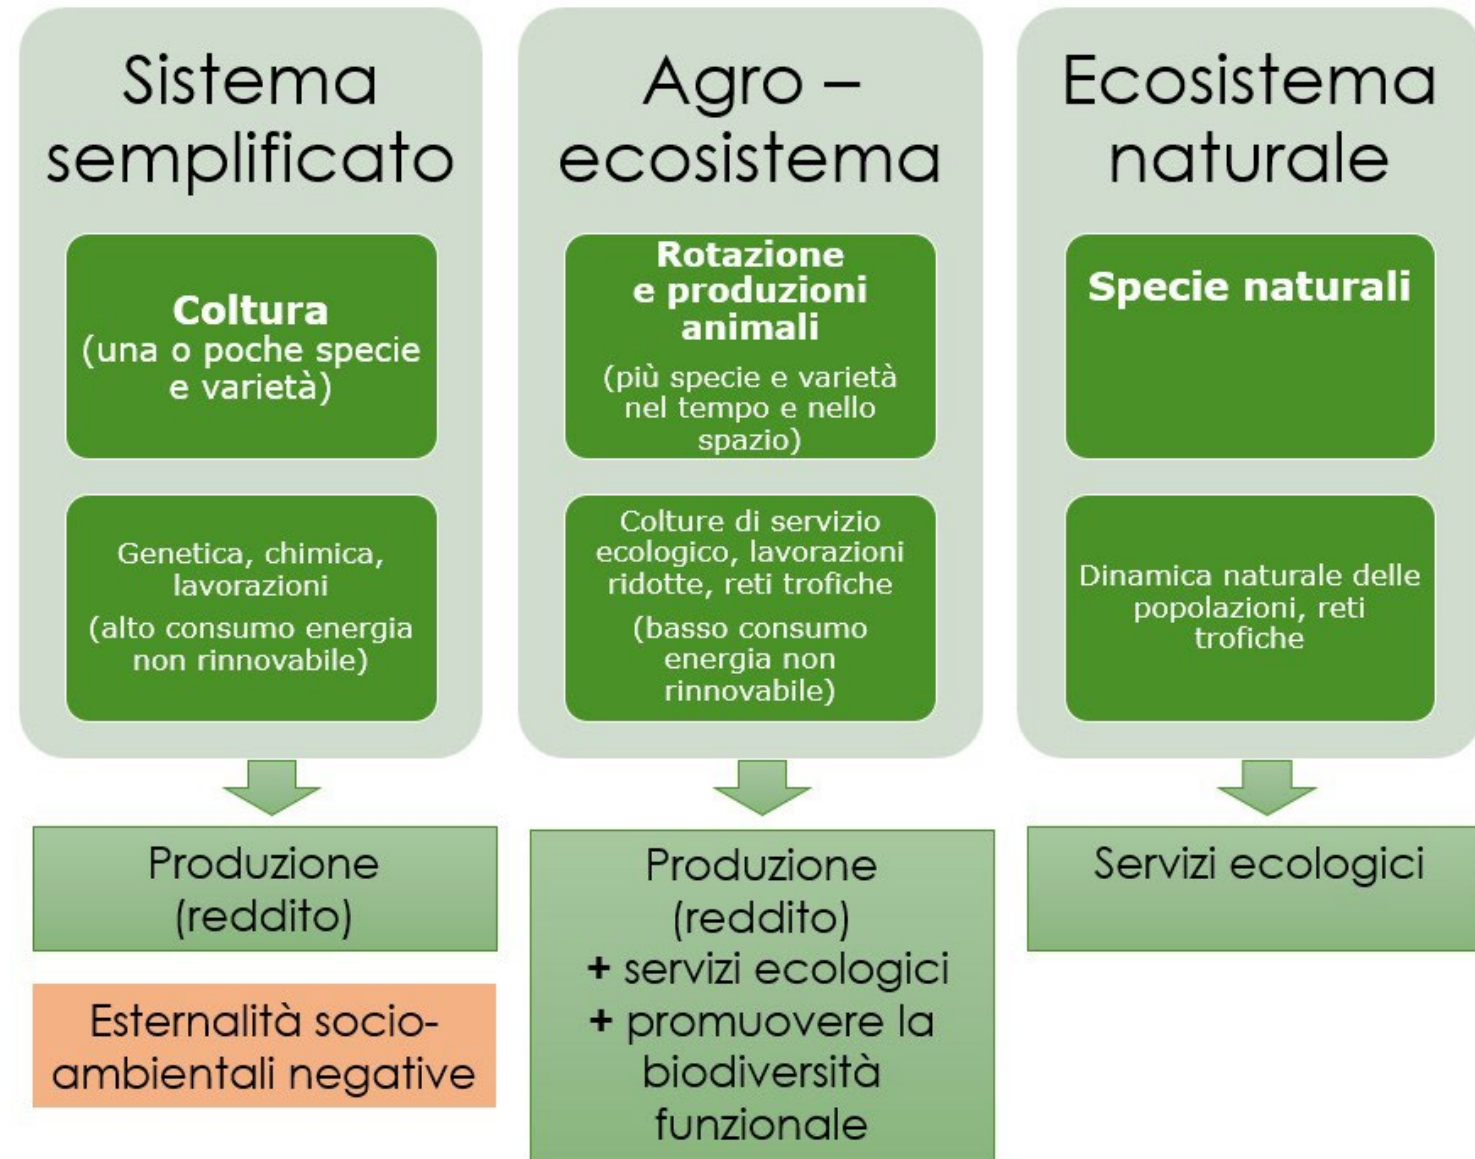 Sistema
semplificato
Coltura
(una o poche specie
e varietà)
Genetica, chimica,
lavorazioni
(alto consumo energia
non rinnovabile)
Produzione
(reddito)
Esternalità socio-
ambientali negative
Agro –
ecosistema
Rotazione
e produzioni
animali
(più specie e varietà
nel tempo e nello
spazio)
Colture di servizio
ecologico, lavorazioni
ridotte, reti trofiche
(basso consumo
energia non
rinnovabile)
Produzione
(reddito)
+ servizi ecologici
+ promuovere la
biodiversità
funzionale
Ecosistema
naturale
Specie naturali
Dinamica naturale delle
popolazioni, reti
trofiche
Servizi ecologici